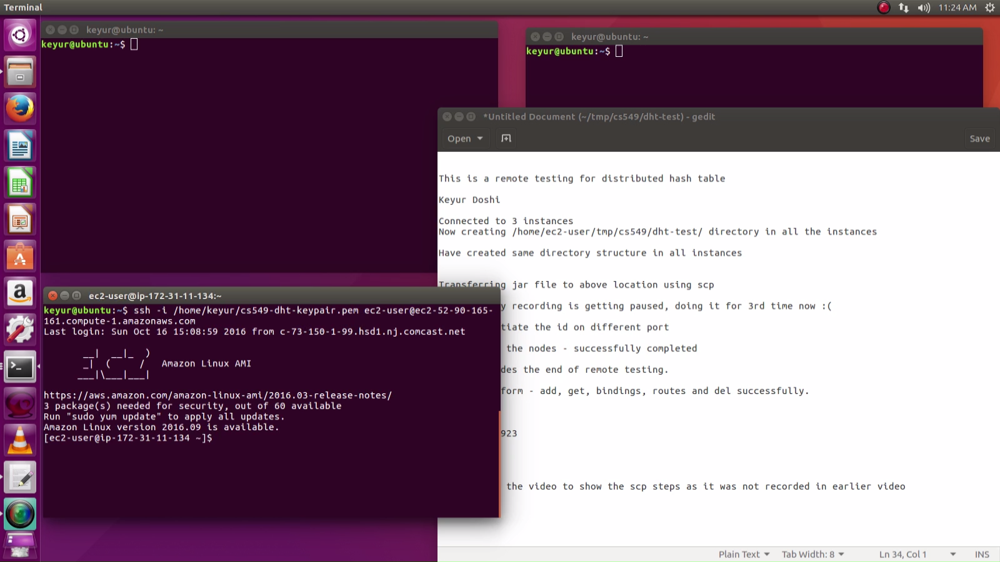 Terminal
11:24 AM
keyur@ubuntu: ~
keyur@ubuntu:~$
keyur@ubuntu: ~
keyur@ubuntu:~$
*Untitled Document (~/tmp/cs549/dht-test) - gedit
Open
Save
This is a remote testing for distributed hash table
Keyur Doshi
Connected to 3 instances
Now creating /home/ec2-user/tmp/cs549/dht-test/ directory in all the instances
Have created same directory structure in all instances
Transferring jar file to above location using scp
y recording is getting paused, doing it for 3rd time now :(
tiate the id on different port
the nodes - successfully completed
des the end of remote testing.
form - add, get, bindings, routes and del successfully.
923
the video to show the scp steps as it was not recorded in earlier video
Plain Text
Tab Width: 8
Ln 34, Col 1
INS
ec2-user@ip-172-31-11-134:~
keyur@ubuntu:~$ ssh -i /home/keyur/cs549-dht-keypair.pem ec2-user@ec2-52-90-165-
161.compute-1.amazonaws.com
Last login: Sun Oct 16 15:08:59 2016 from c-73-150-1-99.hsd1.nj.comcast.net
__|  __|_  )
_|  (     /   Amazon Linux AMI
___|\___|___|
https://aws.amazon.com/amazon-linux-ami/2016.03-release-notes/
3 package(s) needed for security, out of 60 available
Run "sudo yum update" to apply all updates.
Amazon Linux version 2016.09 is available.
[ec2-user@ip-172-31-11-134 ~]$